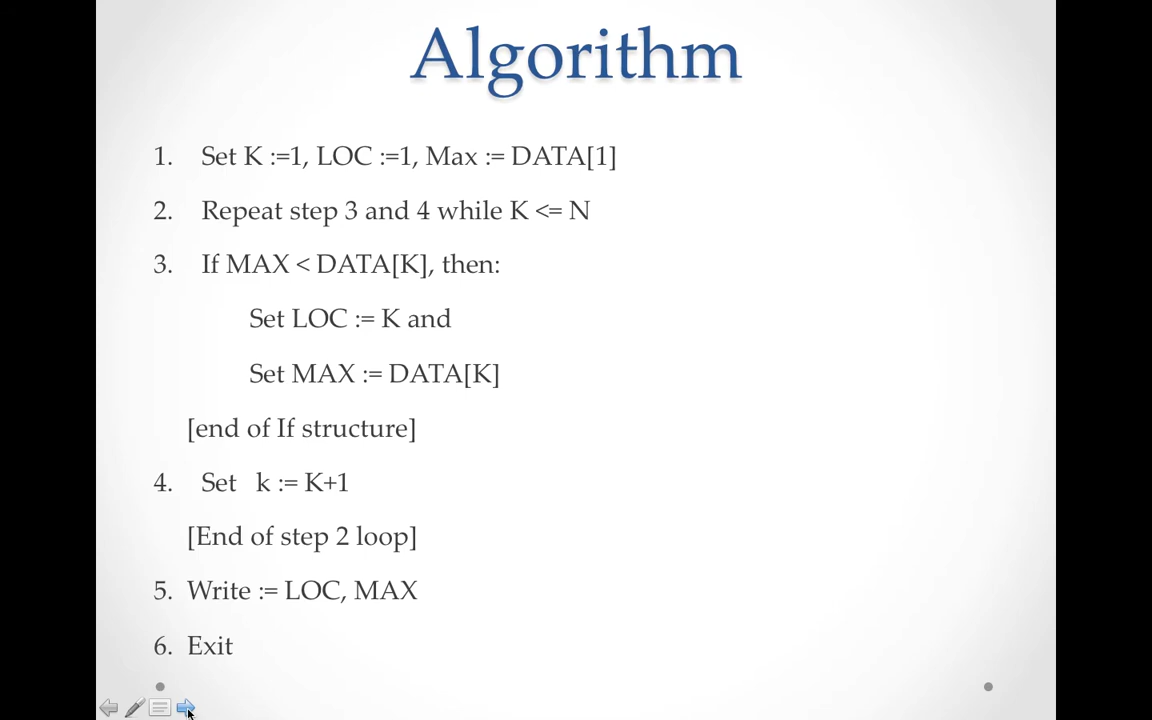 Algorithm
1. Set K :=1, LOC :=1, Max := DATA[1]
2. Repeat step 3 and 4 while K <= N
3. If MAX < DATA[K], then:
Set LOC := K and
Set MAX := DATA[K]
[end of If structure]
4. Set k := K+1
[End of step 2 loop]
5. Write := LOC, MAX
6. Exit